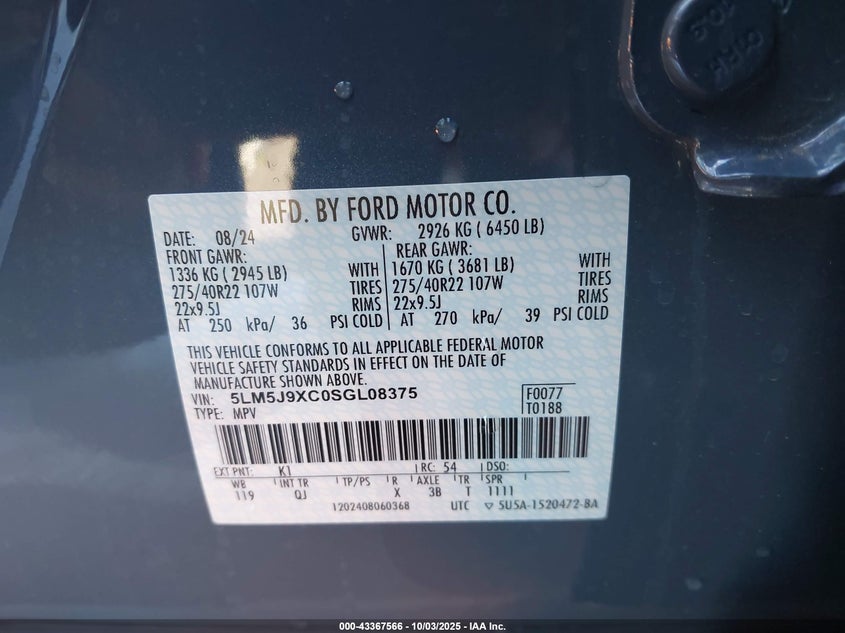 MFD. BY FORD MOTOR CO.
DATE: 08/24 GVWR: 2926 KG ( 6450 LB)
FRONT GAWR: REAR GAWR:
1336 KG ( 2945 LB) WITH 1670 KG ( 3681 LB) WITH
275/40R22 107W TIRES 275/40R22 107W TIRES
22x9.5J RIMS 22x9.5J RIMS
AT 250 kPa/ 36 PSI COLD AT 270 kPa/ 39 PSI COLD
THIS VEHICLE CONFORMS TO ALL APPLICABLE FEDERAL MOTOR
VEHICLE SAFETY STANDARDS IN EFFECT ON THE DATE OF
MANUFACTURE SHOWN ABOVE.
VIN: 5LM5J9XC0SGL08375 F0077
TYPE: MPV T0188
EXT PNT: K1 RC: 54 DSO:
WB INT TR TP/PS R AXLE TR SPR
119 QJ X 3B T 1111
1202408060368 UTC ▽ 5U5A-1520472-BA
000-43367566 - 10/03/2025 - IAA Inc.